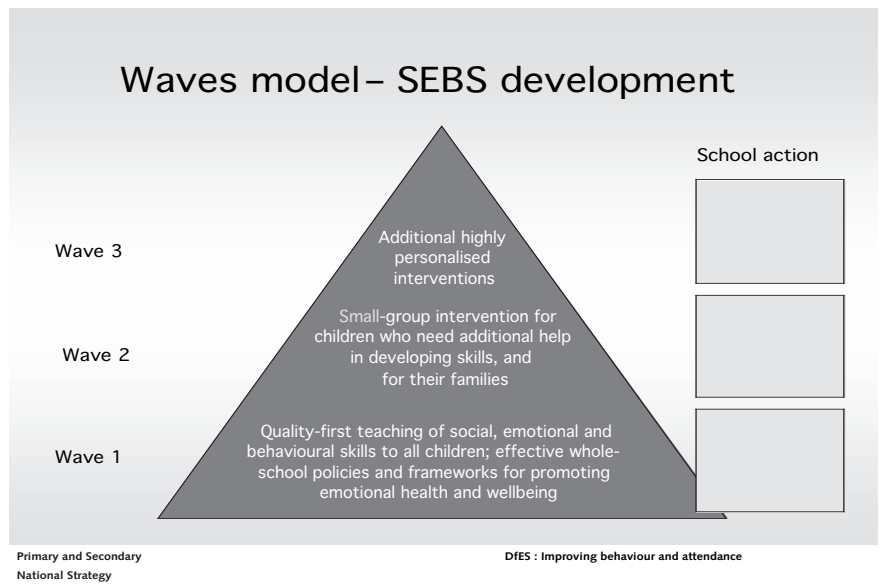 Waves model – SEBS development
School action
Wave 3
Additional highly
personalised
interventions
Wave 2
Small-group intervention for
children who need additional help
in developing skills, and
for their families
Wave 1
Quality-first teaching of social, emotional and
behavioural skills to all children; effective whole-
school policies and frameworks for promoting
emotional health and wellbeing
Primary and Secondary
National Strategy
DfES : Improving behaviour and attendance